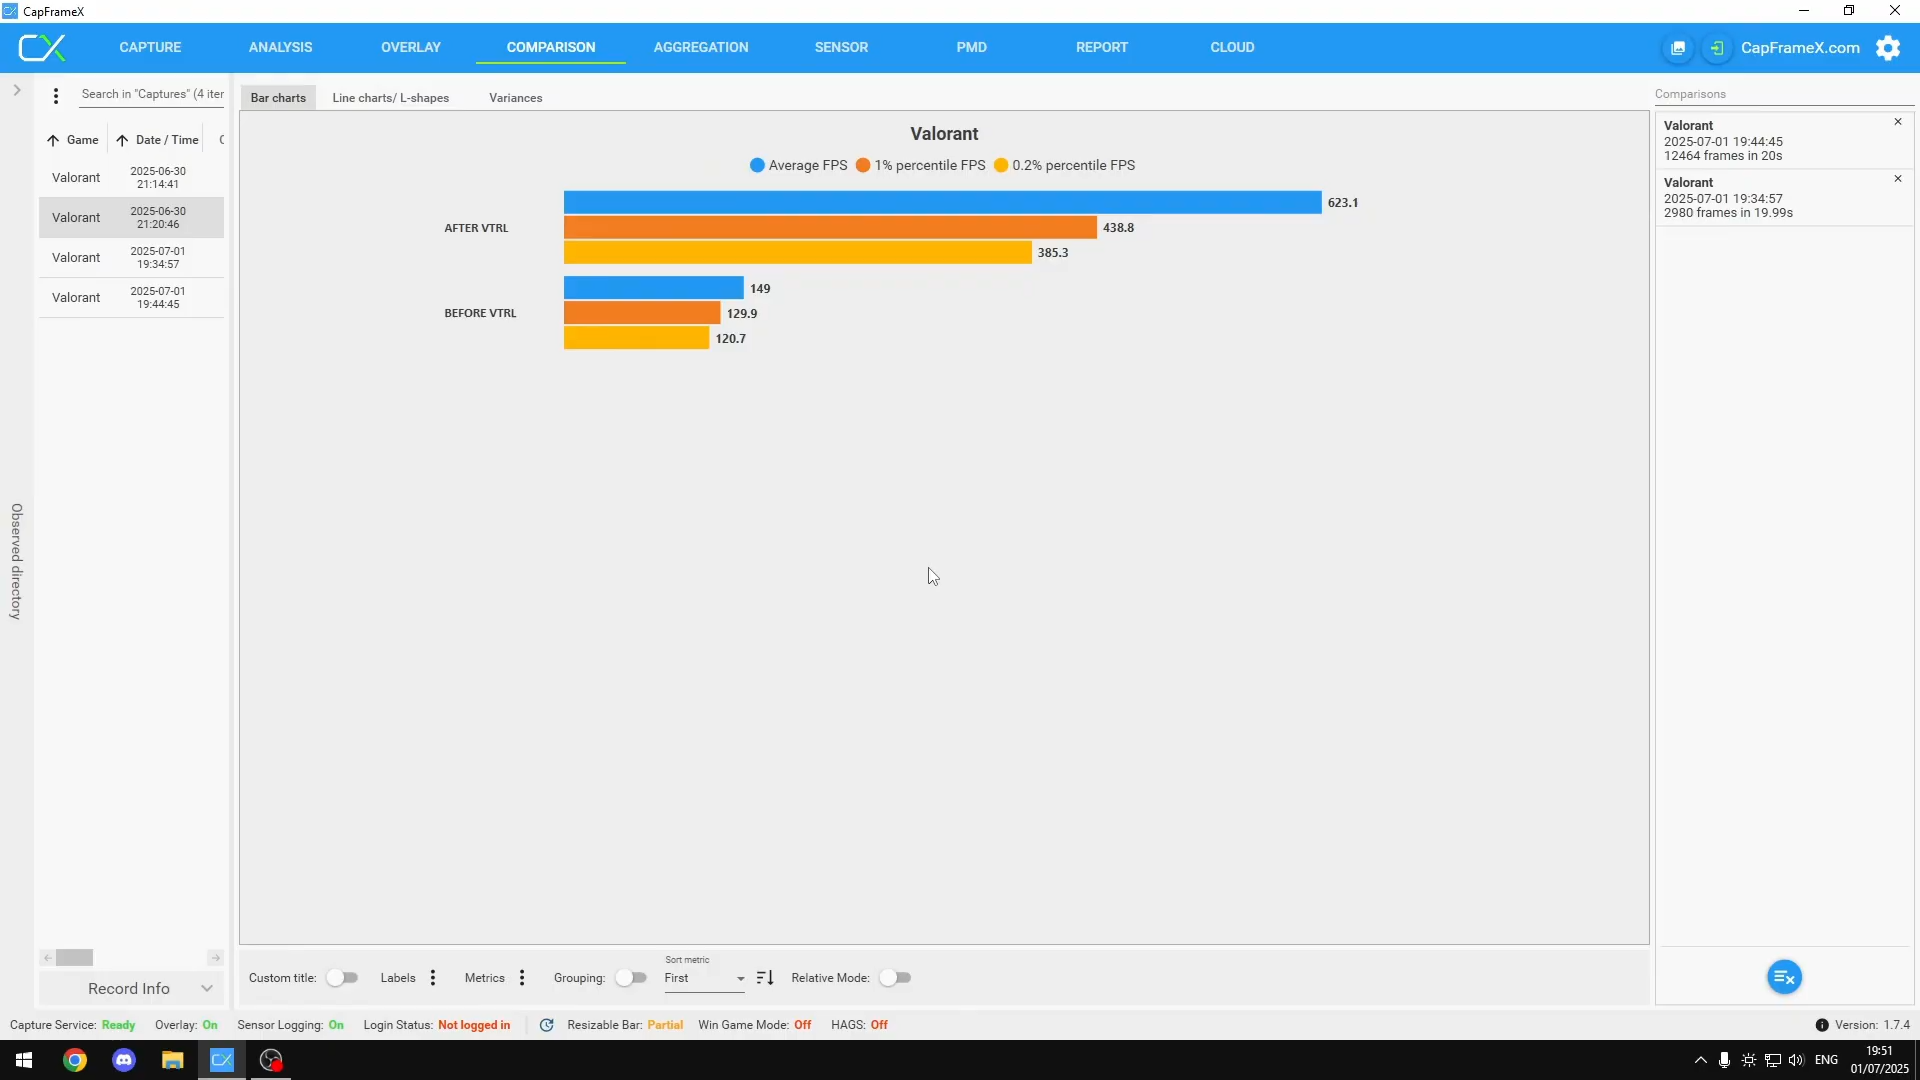 CapFrameX
CX
CAPTURE
ANALYSIS
OVERLAY
COMPARISON
AGGREGATION
SENSOR
PMD
REPORT
CLOUD
CapFrameX.com
Search in "Captures" (4 iter
Game
Date / Time
Valorant
2025-06-30
21:14:41
Valorant
2025-06-30
21:20:46
Valorant
2025-07-01
19:34:57
Valorant
2025-07-01
19:44:45
Observed directory
Record Info
Bar charts
Line charts/ L-shapes
Variances
Valorant
Average FPS
1% percentile FPS
0.2% percentile FPS
AFTER VTRL
623.1
438.8
385.3
BEFORE VTRL
149
129.9
120.7
Custom title:
Labels
Metrics
Grouping:
Sort metric
First
Relative Mode:
Comparisons
Valorant
2025-07-01 19:44:45
12464 frames in 20s
Valorant
2025-07-01 19:34:57
2980 frames in 19.99s
Capture Service: Ready
Overlay: On
Sensor Logging: On
Login Status: Not logged in
Resizable Bar: Partial
Win Game Mode: Off
HAGS: Off
Version: 1.7.4
CX
ENG
19:51
01/07/2025